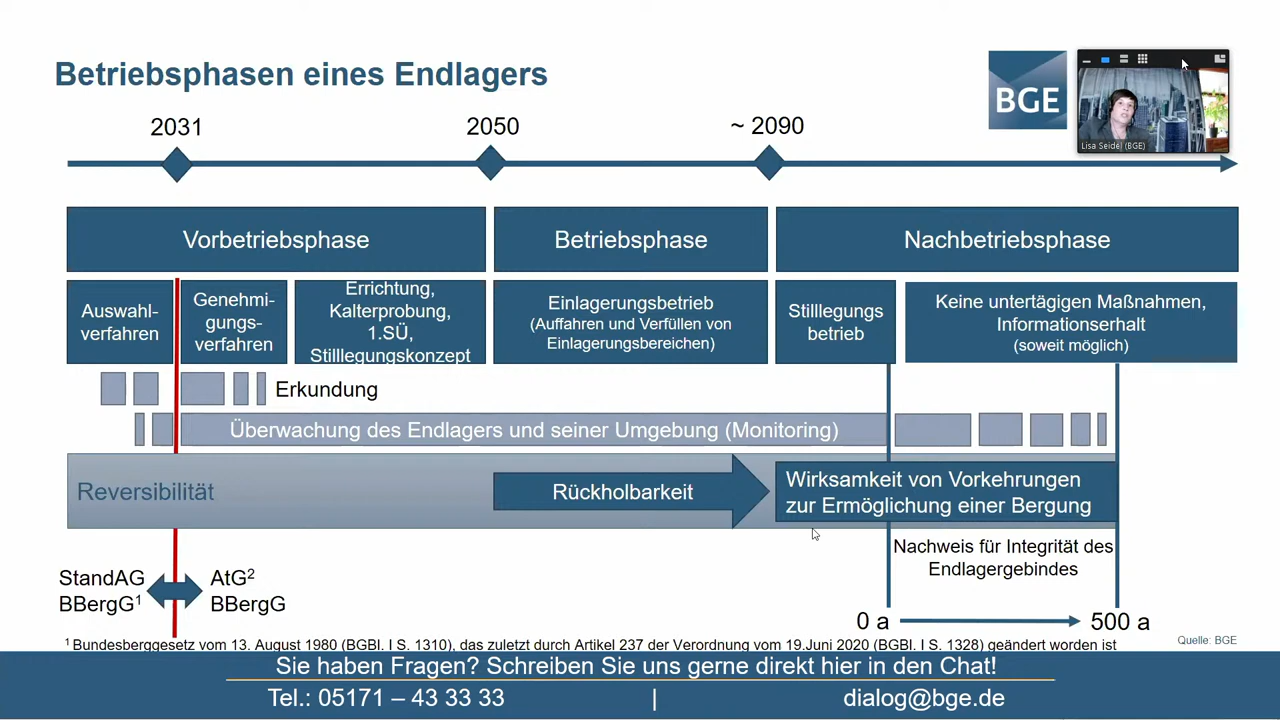 Betriebsphasen eines Endlagers
BGE
Lisa Seidel (BGE)
2031
2050
~ 2090
Vorbetriebsphase
Betriebsphase
Nachbetriebsphase
Auswahl-
verfahren
Genehmi-
gungs-
verfahren
Errichtung,
Kalterprobung,
1.SÜ,
Stilllegungskonzept
Einlagerungsbetrieb
(Auffahren und Verfüllen von
Einlagerungsbereichen)
Stilllegungs
betrieb
Keine untertägigen Maßnahmen,
Informationserhalt
(soweit möglich)
Erkundung
Überwachung des Endlagers und seiner Umgebung (Monitoring)
Reversibilität
Rückholbarkeit
Wirksamkeit von Vorkehrungen
zur Ermöglichung einer Bergung
Nachweis für Integrität des
Endlagergebindes
StandAG
BBergG¹
AtG²
BBergG
0 a
500 a
Quelle: BGE
¹ Bundesberggesetz vom 13. August 1980 (BGBl. I S. 1310), das zuletzt durch Artikel 237 der Verordnung vom 19.Juni 2020 (BGBl. I S. 1328) geändert worden ist
Sie haben Fragen? Schreiben Sie uns gerne direkt hier in den Chat!
Tel.: 05171 – 43 33 33 | dialog@bge.de